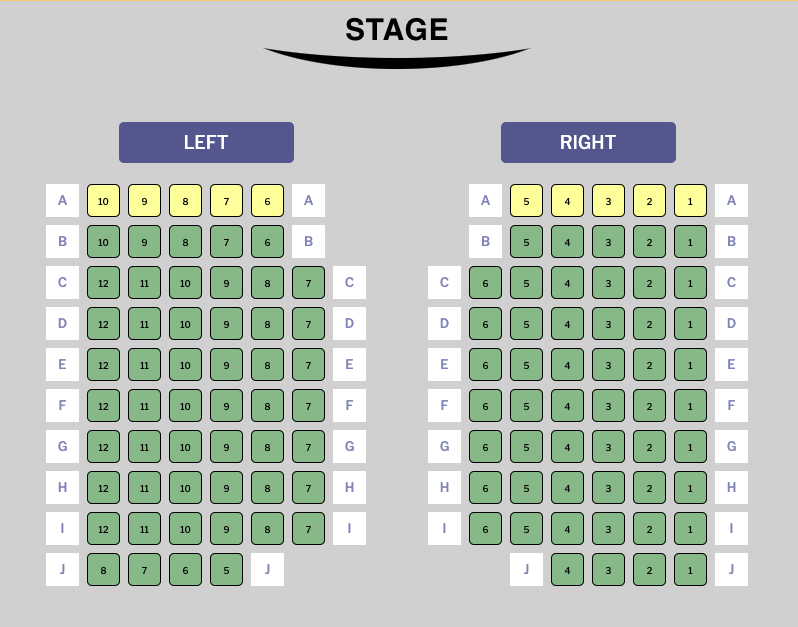 STAGE
LEFT RIGHT
A 10 9 8 7 6 A A 5 4 3 2 1 A
B 10 9 8 7 6 B B 5 4 3 2 1 B
C 12 11 10 9 8 7 C C 6 5 4 3 2 1 C
D 12 11 10 9 8 7 D D 6 5 4 3 2 1 D
E 12 11 10 9 8 7 E E 6 5 4 3 2 1 E
F 12 11 10 9 8 7 F F 6 5 4 3 2 1 F
G 12 11 10 9 8 7 G G 6 5 4 3 2 1 G
H 12 11 10 9 8 7 H H 6 5 4 3 2 1 H
I 12 11 10 9 8 7 I I 6 5 4 3 2 1 I
J 8 7 6 5 J J 4 3 2 1 J